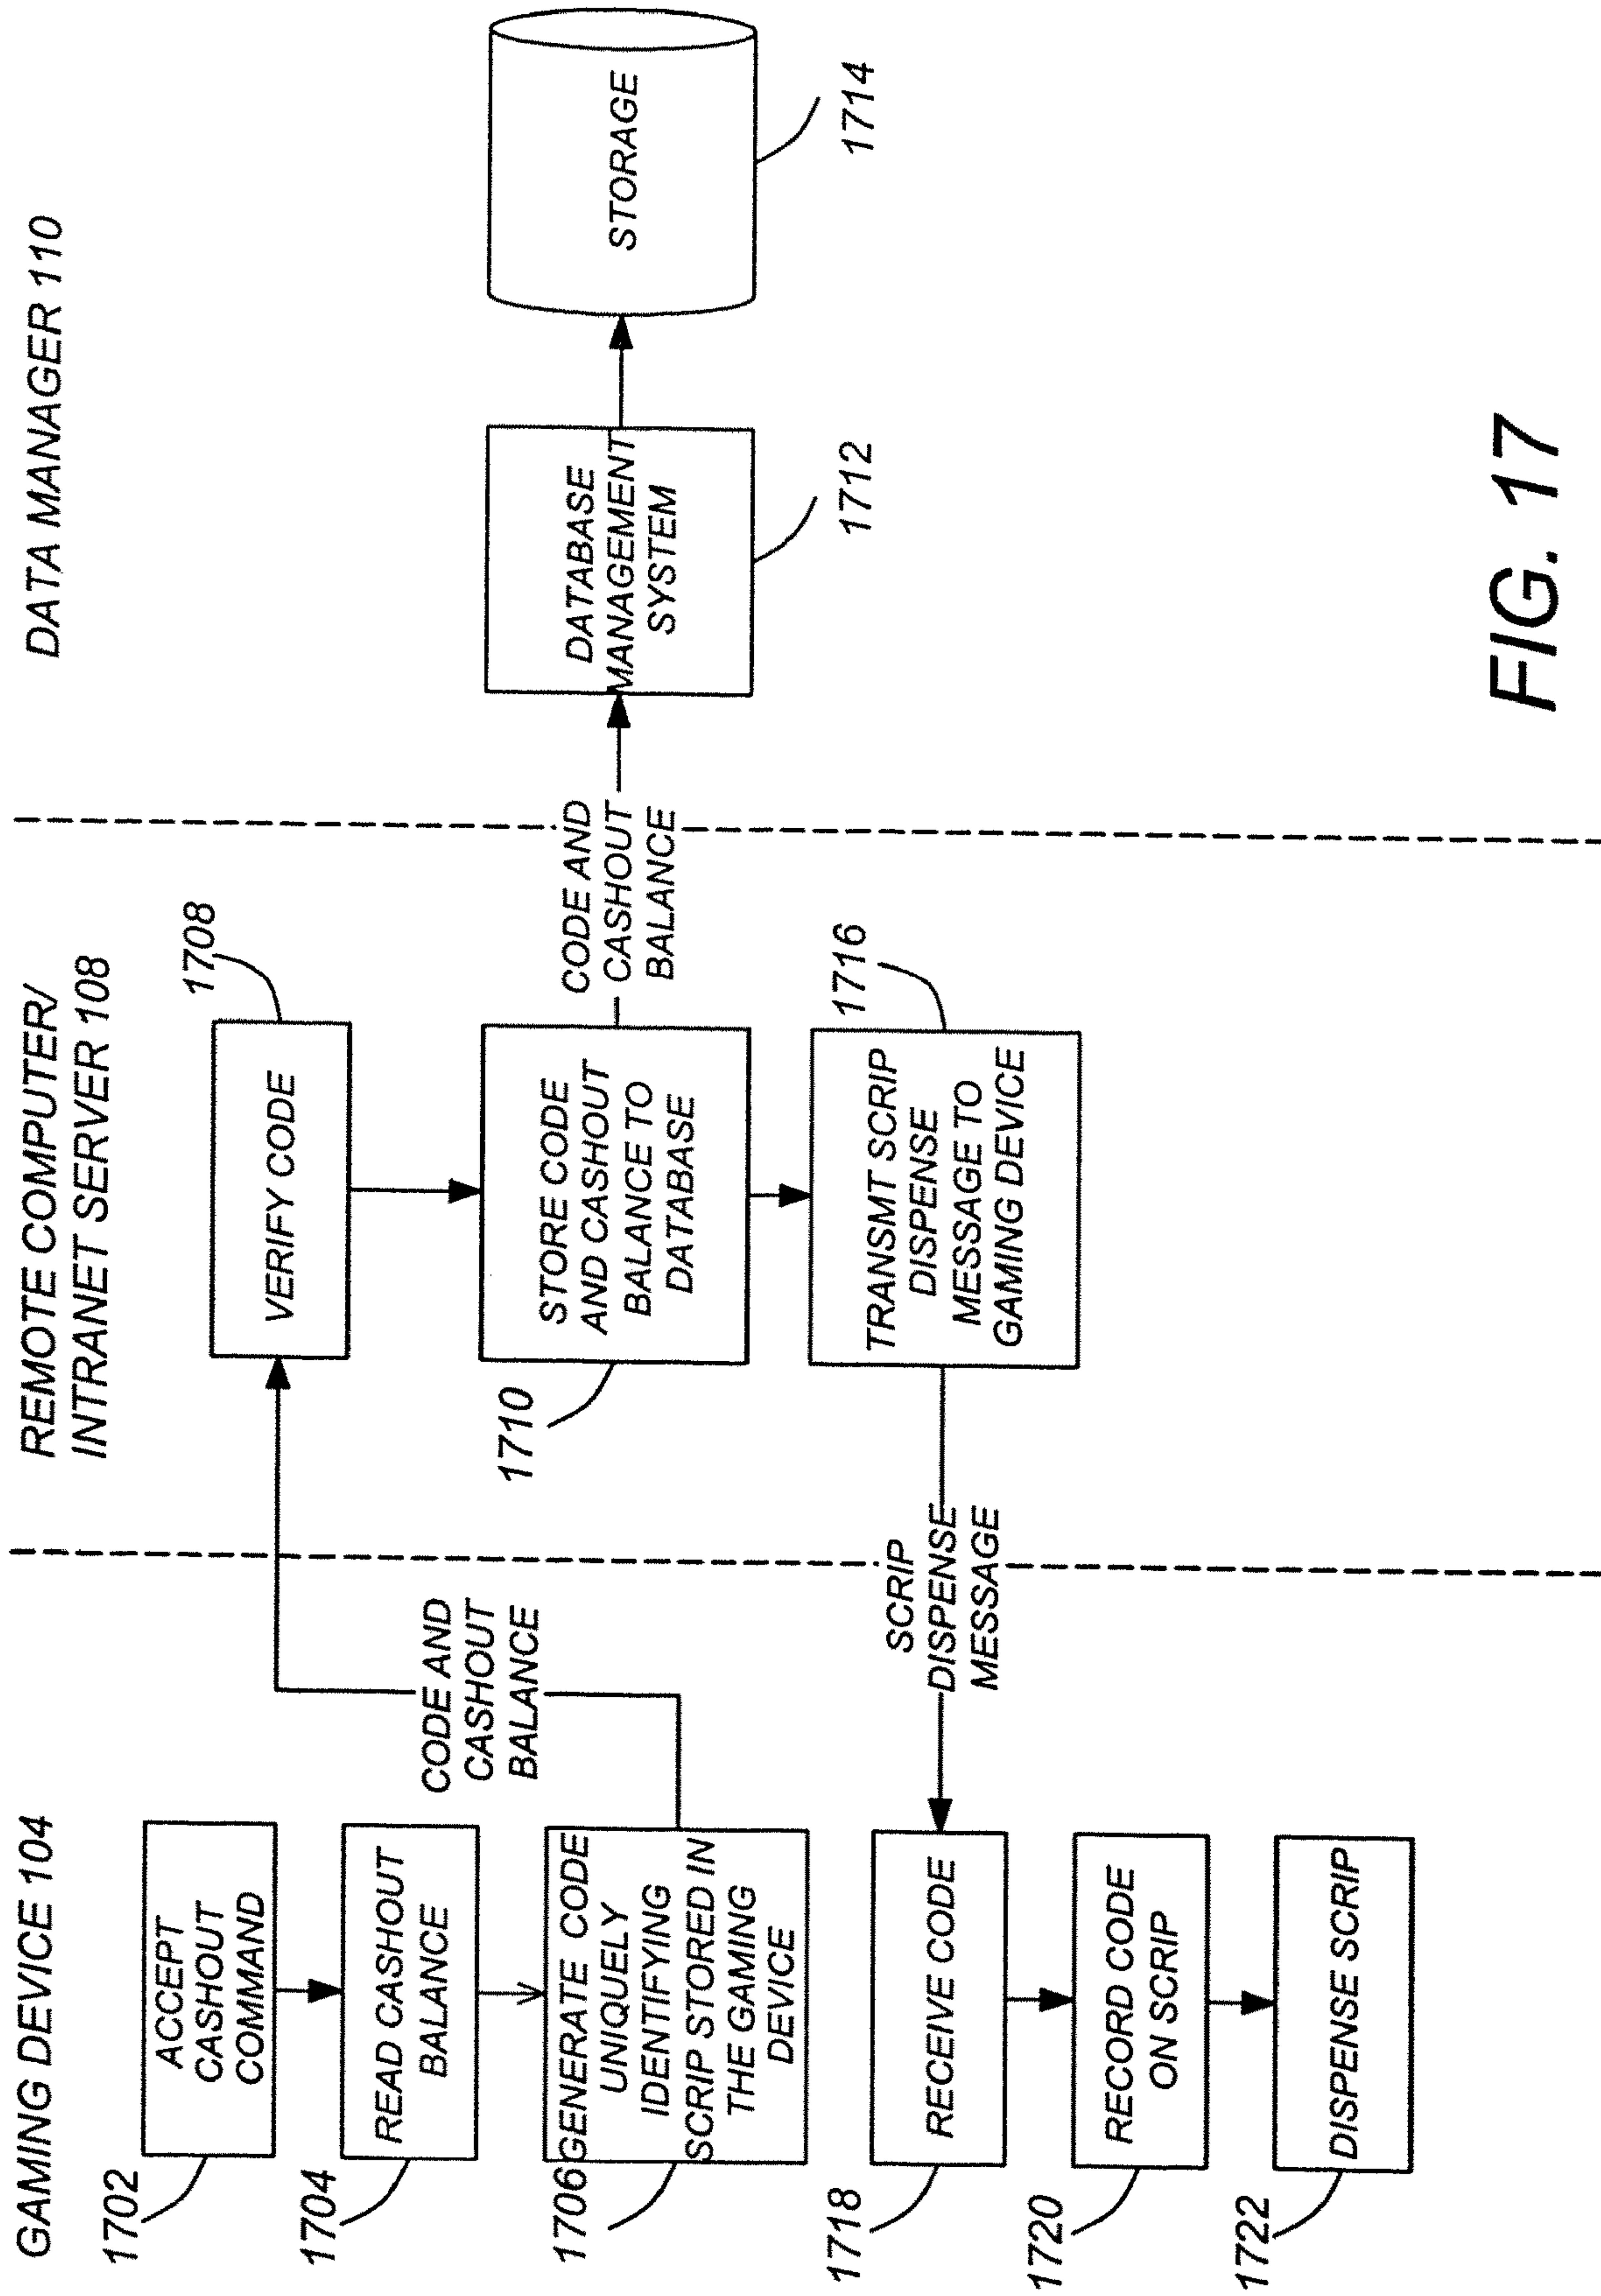 GAMING DEVICE 104
1702
ACCEPT
CASHOUT
COMMAND
1704
READ CASHOUT
BALANCE
1706
GENERATE CODE
UNIQUELY
IDENTIFYING
SCRIP STORED IN
THE GAMING
DEVICE
CODE AND
CASHOUT
BALANCE
1718
RECEIVE CODE
1720
RECORD CODE
ON SCRIP
1722
DISPENSE SCRIP
SCRIP
DISPENSE
MESSAGE
REMOTE COMPUTER/
INTRANET SERVER 108
1708
VERIFY CODE
1710
STORE CODE
AND CASHOUT
BALANCE TO
DATABASE
1716
TRANSMT SCRIP
DISPENSE
MESSAGE TO
GAMING DEVICE
CODE AND
CASHOUT
BALANCE
DATA MANAGER 110
DATABASE
MANAGEMENT
SYSTEM
1712
STORAGE
1714
FIG. 17